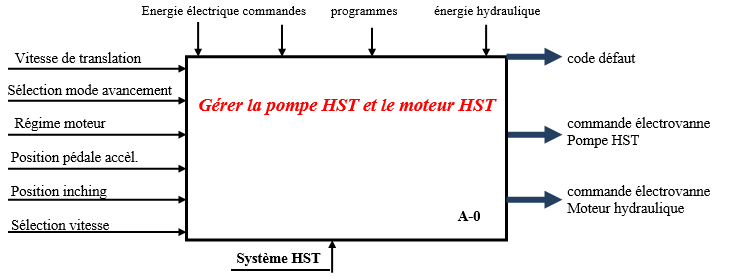 Energie électrique commandes programmes énergie hydraulique
Vitesse de translation
Sélection mode avancement
Régime moteur
Position pédale accèl.
Position inching
Sélection vitesse
Gérer la pompe HST et le moteur HST
A-0
code défaut
commande électrovanne
Pompe HST
commande électrovanne
Moteur hydraulique
Système HST